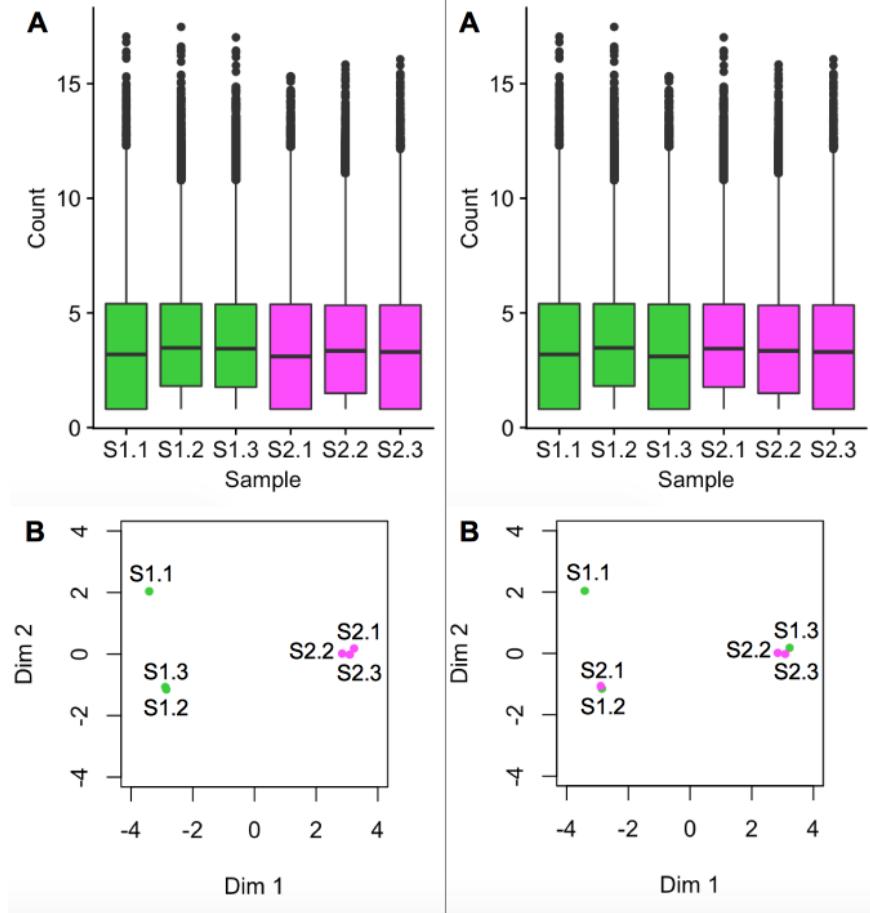 A
Count
15
10
5
0
S1.1 S1.2 S1.3 S2.1 S2.2 S2.3
Sample
A
Count
15
10
5
0
S1.1 S1.2 S1.3 S2.1 S2.2 S2.3
Sample
B
Dim 2
4
2
0
-2
-4
S1.1
S2.1
S2.2
S2.3
S1.3
S1.2
-4 -2 0 2 4
Dim 1
B
Dim 2
4
2
0
-2
-4
S1.1
S1.3
S2.2
S2.3
S2.1
S1.2
-4 -2 0 2 4
Dim 1